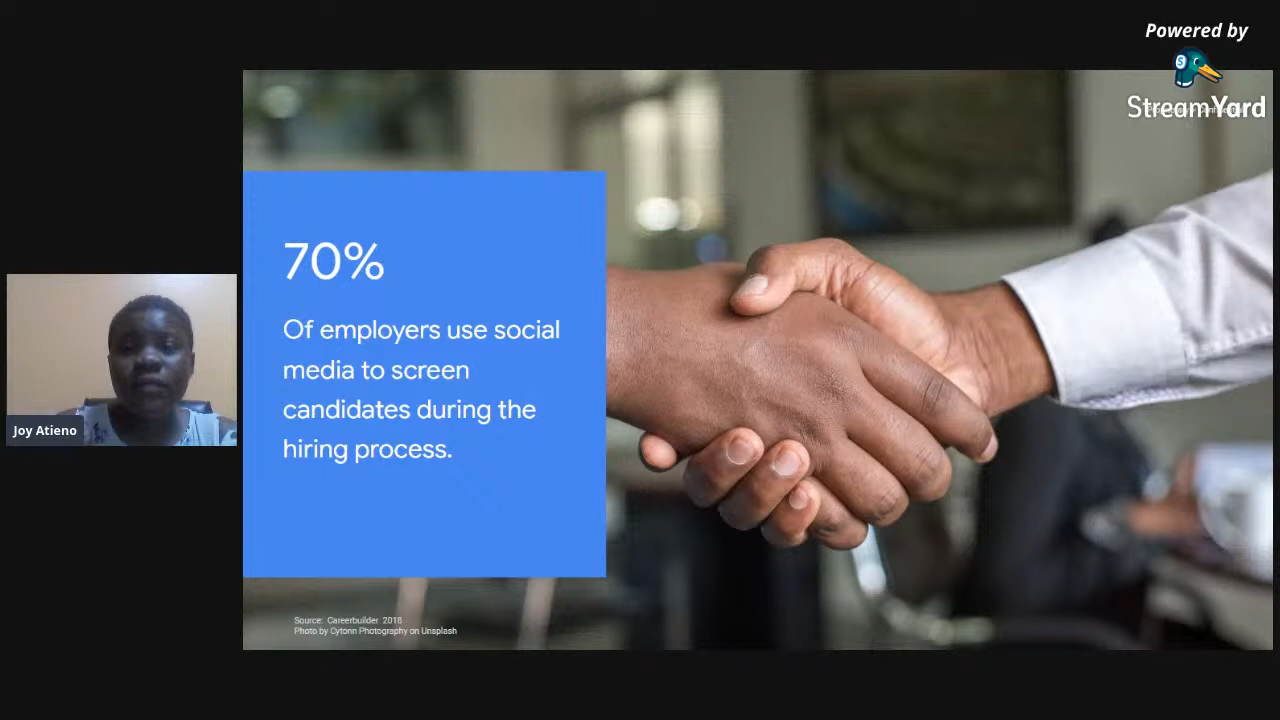 Powered by
StreamYard
70%
Of employers use social
media to screen
candidates during the
hiring process.
Joy Atieno
Source: Careerbuilder 2018
Photo by Cytonn Photography on Unsplash